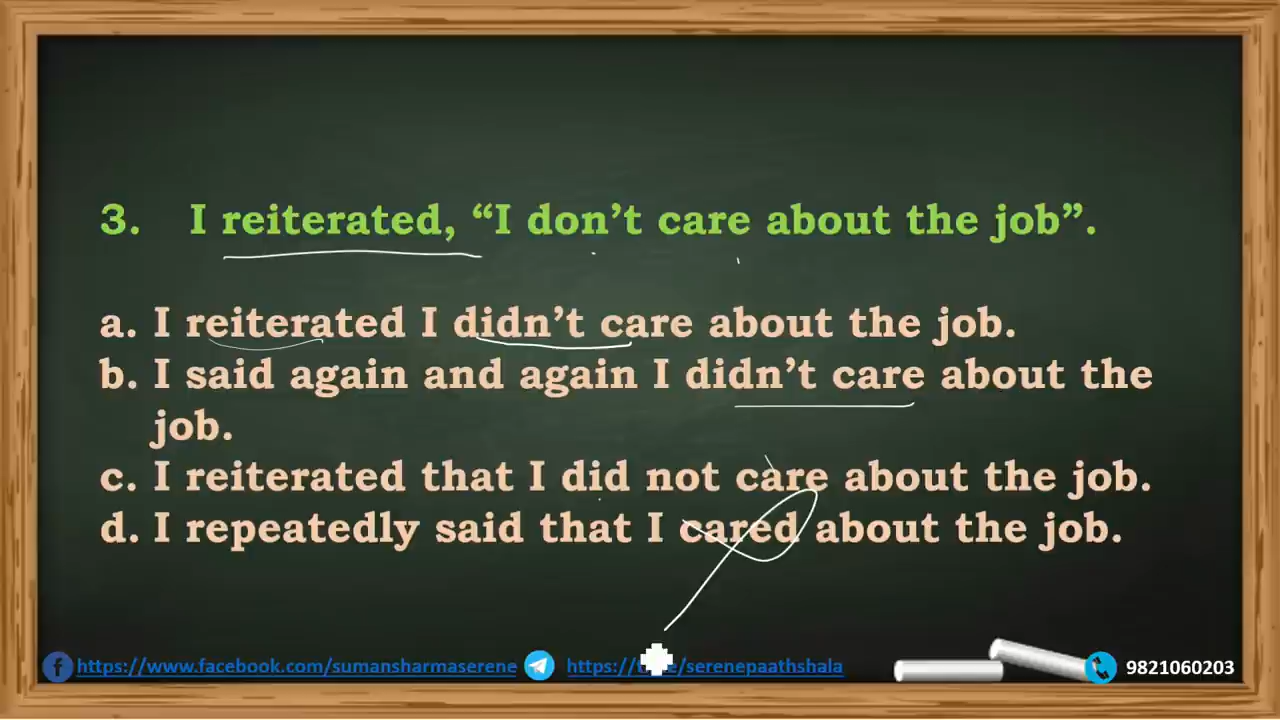 3. I reiterated, “I don’t care about the job”.
a. I reiterated I didn’t care about the job.
b. I said again and again I didn’t care about the
job.
c. I reiterated that I did not care about the job.
d. I repeatedly said that I cared about the job.
https://www.facebook.com/sumansharmaserene
9821060203